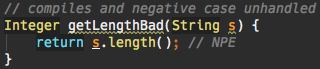 // compiles and negative case unhandled
Integer getLengthBad(String s) {
    return s.length(); // NPE
}